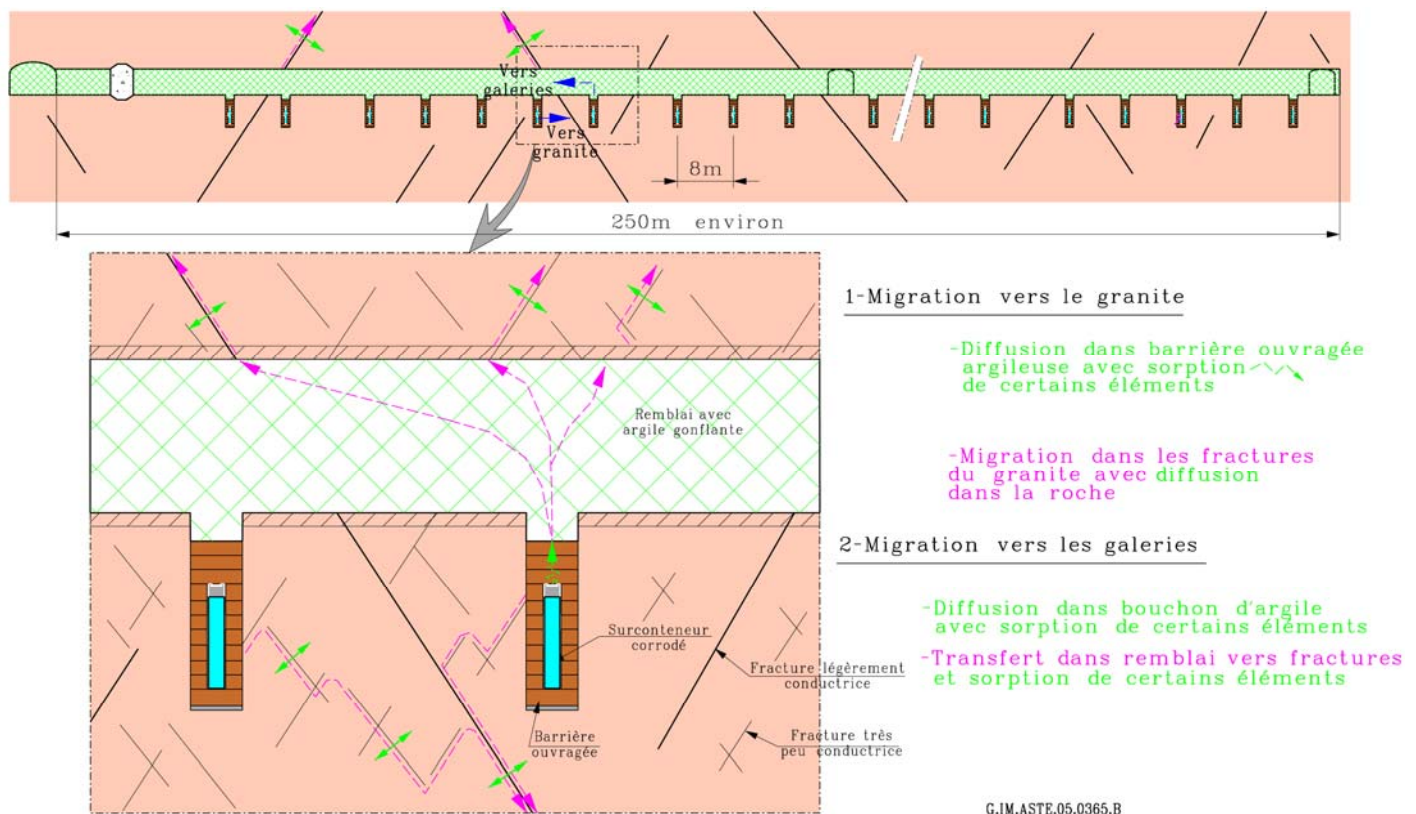 Vers
galeries
Vers
granite
8m
250m environ
1-Migration vers le granite
-Diffusion dans barrière ouvragée
argileuse avec sorption
de certains éléments
-Migration dans les fractures
du granite avec diffusion
dans la roche
2-Migration vers les galeries
-Diffusion dans bouchon d'argile
avec sorption de certains éléments
-Transfert dans remblai vers fractures
et sorption de certains éléments
Remblai avec
argile gonflante
Surconteneur
corrodé
Fracture légèrement
conductrice
Barrière
ouvragée
Fracture très
peu conductrice
G.IM.ASTE.05.0365.B